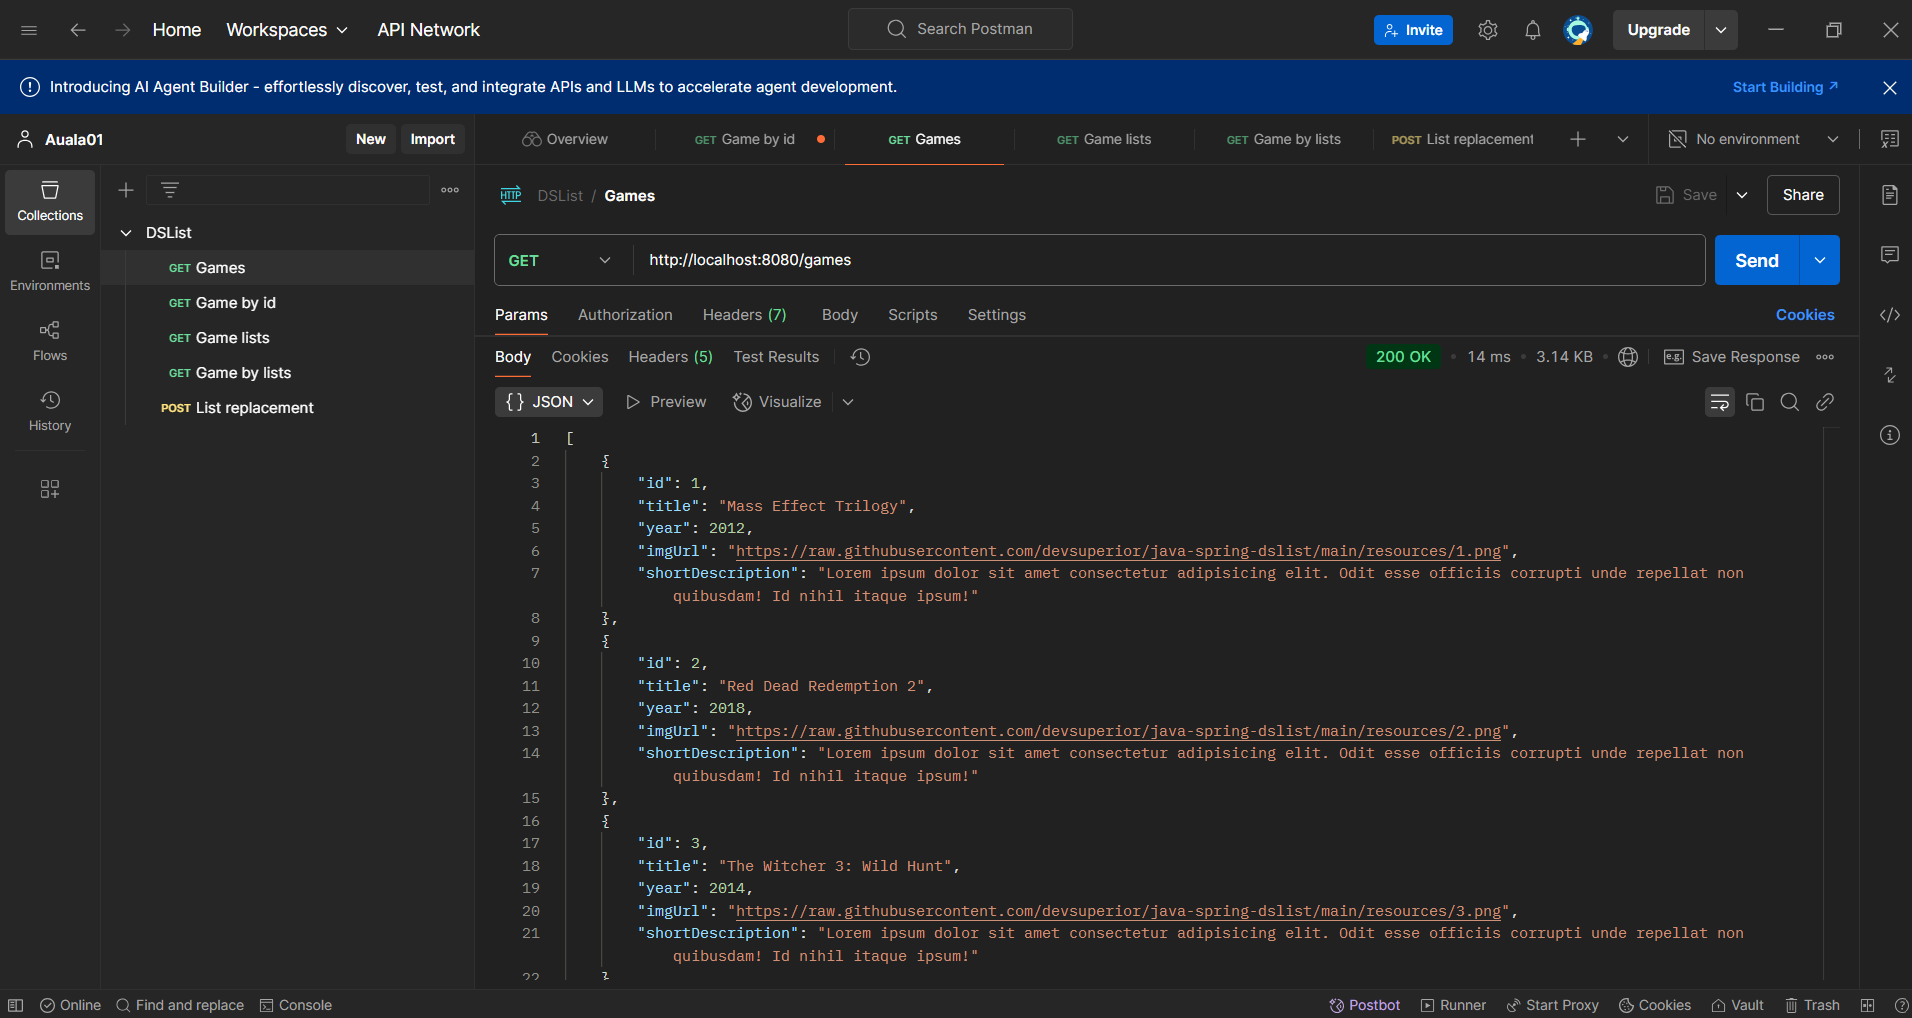 Home Workspaces API Network Search Postman Invite Upgrade
Introducing AI Agent Builder - effortlessly discover, test, and integrate APIs and LLMs to accelerate agent development. Start Building
Auala01 New Import Overview GET Game by id GET Games GET Game lists GET Game by lists POST List replacement No environment
Collections
Environments
Flows
History
DSList
GET Games
GET Game by id
GET Game lists
GET Game by lists
POST List replacement
HTTP DSList / Games Save Share
GET http://localhost:8080/games Send
Params Authorization Headers (7) Body Scripts Settings Cookies
Body Cookies Headers (5) Test Results 200 OK • 14 ms • 3.14 KB • e.g. Save Response
{} JSON Preview Visualize
1 [
2 {
3 "id": 1,
4 "title": "Mass Effect Trilogy",
5 "year": 2012,
6 "imgUrl": "https://raw.githubusercontent.com/devsuperior/java-spring-dslist/main/resources/1.png",
7 "shortDescription": "Lorem ipsum dolor sit amet consectetur adipisicing elit. Odit esse officiis corrupti unde repellat non
quibusdam! Id nihil itaque ipsum!"
8 },
9 {
10 "id": 2,
11 "title": "Red Dead Redemption 2",
12 "year": 2018,
13 "imgUrl": "https://raw.githubusercontent.com/devsuperior/java-spring-dslist/main/resources/2.png",
14 "shortDescription": "Lorem ipsum dolor sit amet consectetur adipisicing elit. Odit esse officiis corrupti unde repellat non
quibusdam! Id nihil itaque ipsum!"
15 },
16 {
17 "id": 3,
18 "title": "The Witcher 3: Wild Hunt",
19 "year": 2014,
20 "imgUrl": "https://raw.githubusercontent.com/devsuperior/java-spring-dslist/main/resources/3.png",
21 "shortDescription": "Lorem ipsum dolor sit amet consectetur adipisicing elit. Odit esse officiis corrupti unde repellat non
quibusdam! Id nihil itaque ipsum!"
22 }
Online Find and replace Console Postbot Runner Start Proxy Cookies Vault Trash